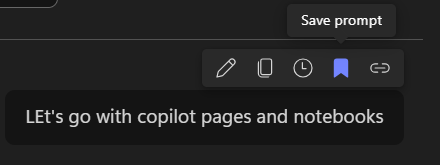 Save prompt
LEt's go with copilot pages and notebooks